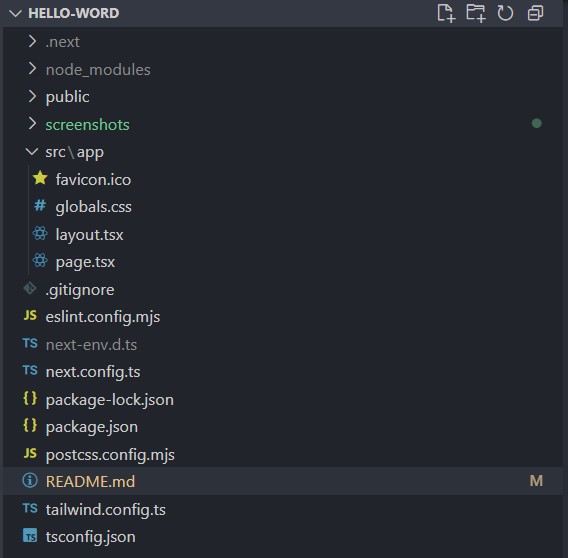 HELLO-WORD
.next
node_modules
public
screenshots
src\app
favicon.ico
# globals.css
layout.tsx
page.tsx
.gitignore
JS eslint.config.mjs
TS next-env.d.ts
TS next.config.ts
{} package-lock.json
{} package.json
JS postcss.config.mjs
README.md M
TS tailwind.config.ts
TS tsconfig.json